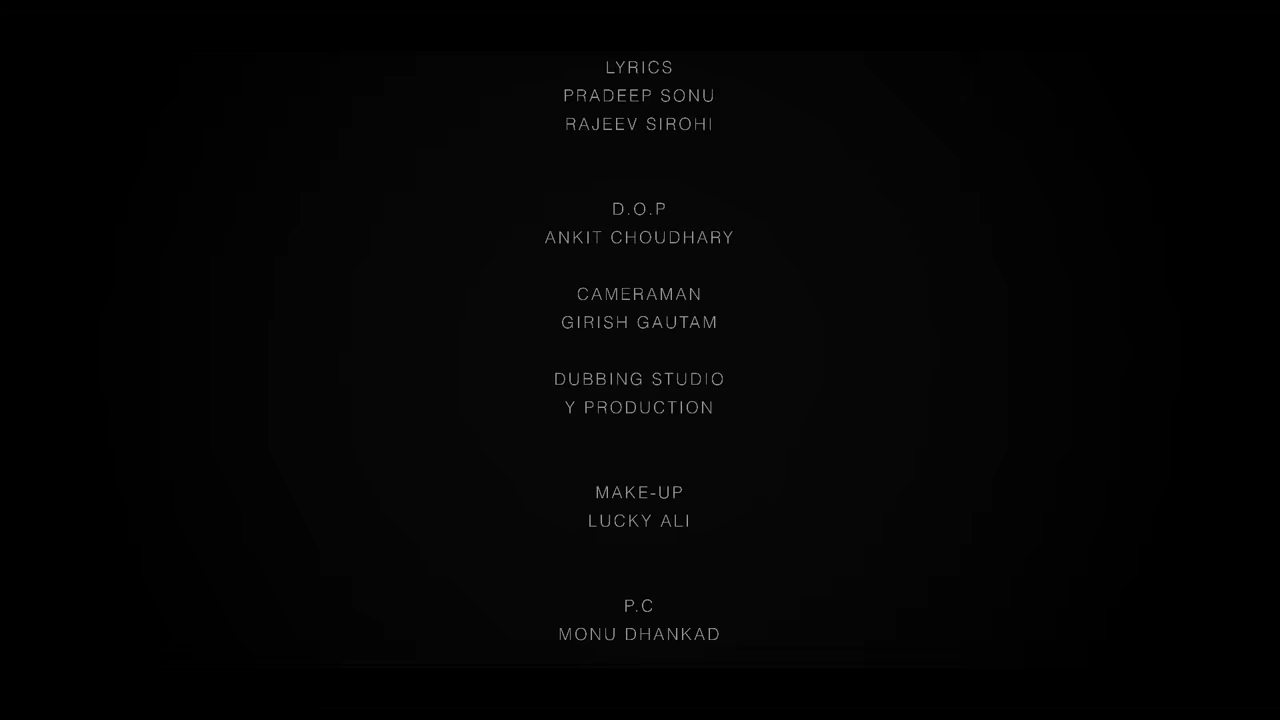 LYRICS
PRADEEP SONU
RAJEEV SIROHI
D.O.P
ANKIT CHOUDHARY
CAMERAMAN
GIRISH GAUTAM
DUBBING STUDIO
Y PRODUCTION
MAKE-UP
LUCKY ALI
P.C
MONU DHANKAD